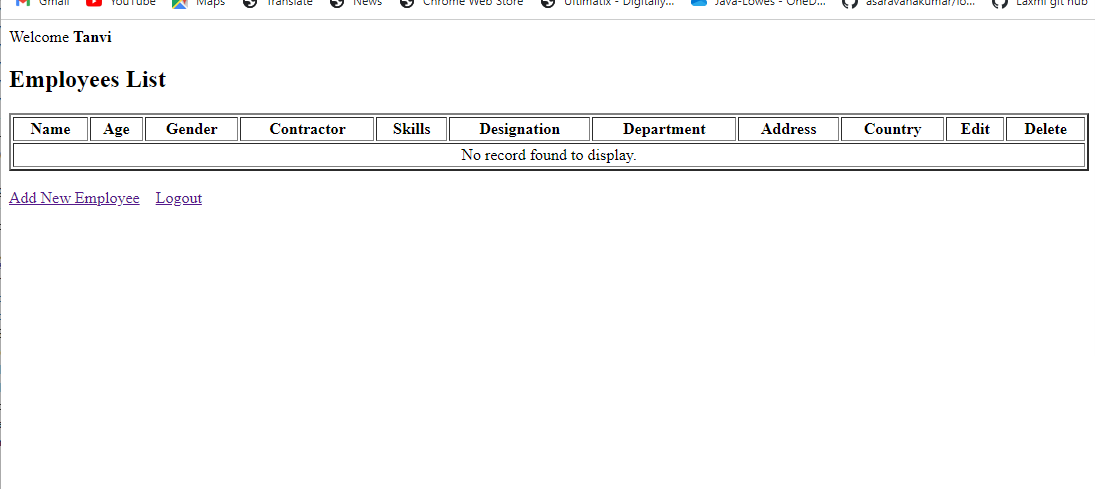 Gmail YouTube Maps Translate News Chrome Web Store Ultimatix - Digitally... Java-Lowes - OneD... asaravanakumar/lo... Laxmi git hub
Welcome Tanvi
Employees List
Name Age Gender Contractor Skills Designation Department Address Country Edit Delete
No record found to display.
Add New Employee Logout